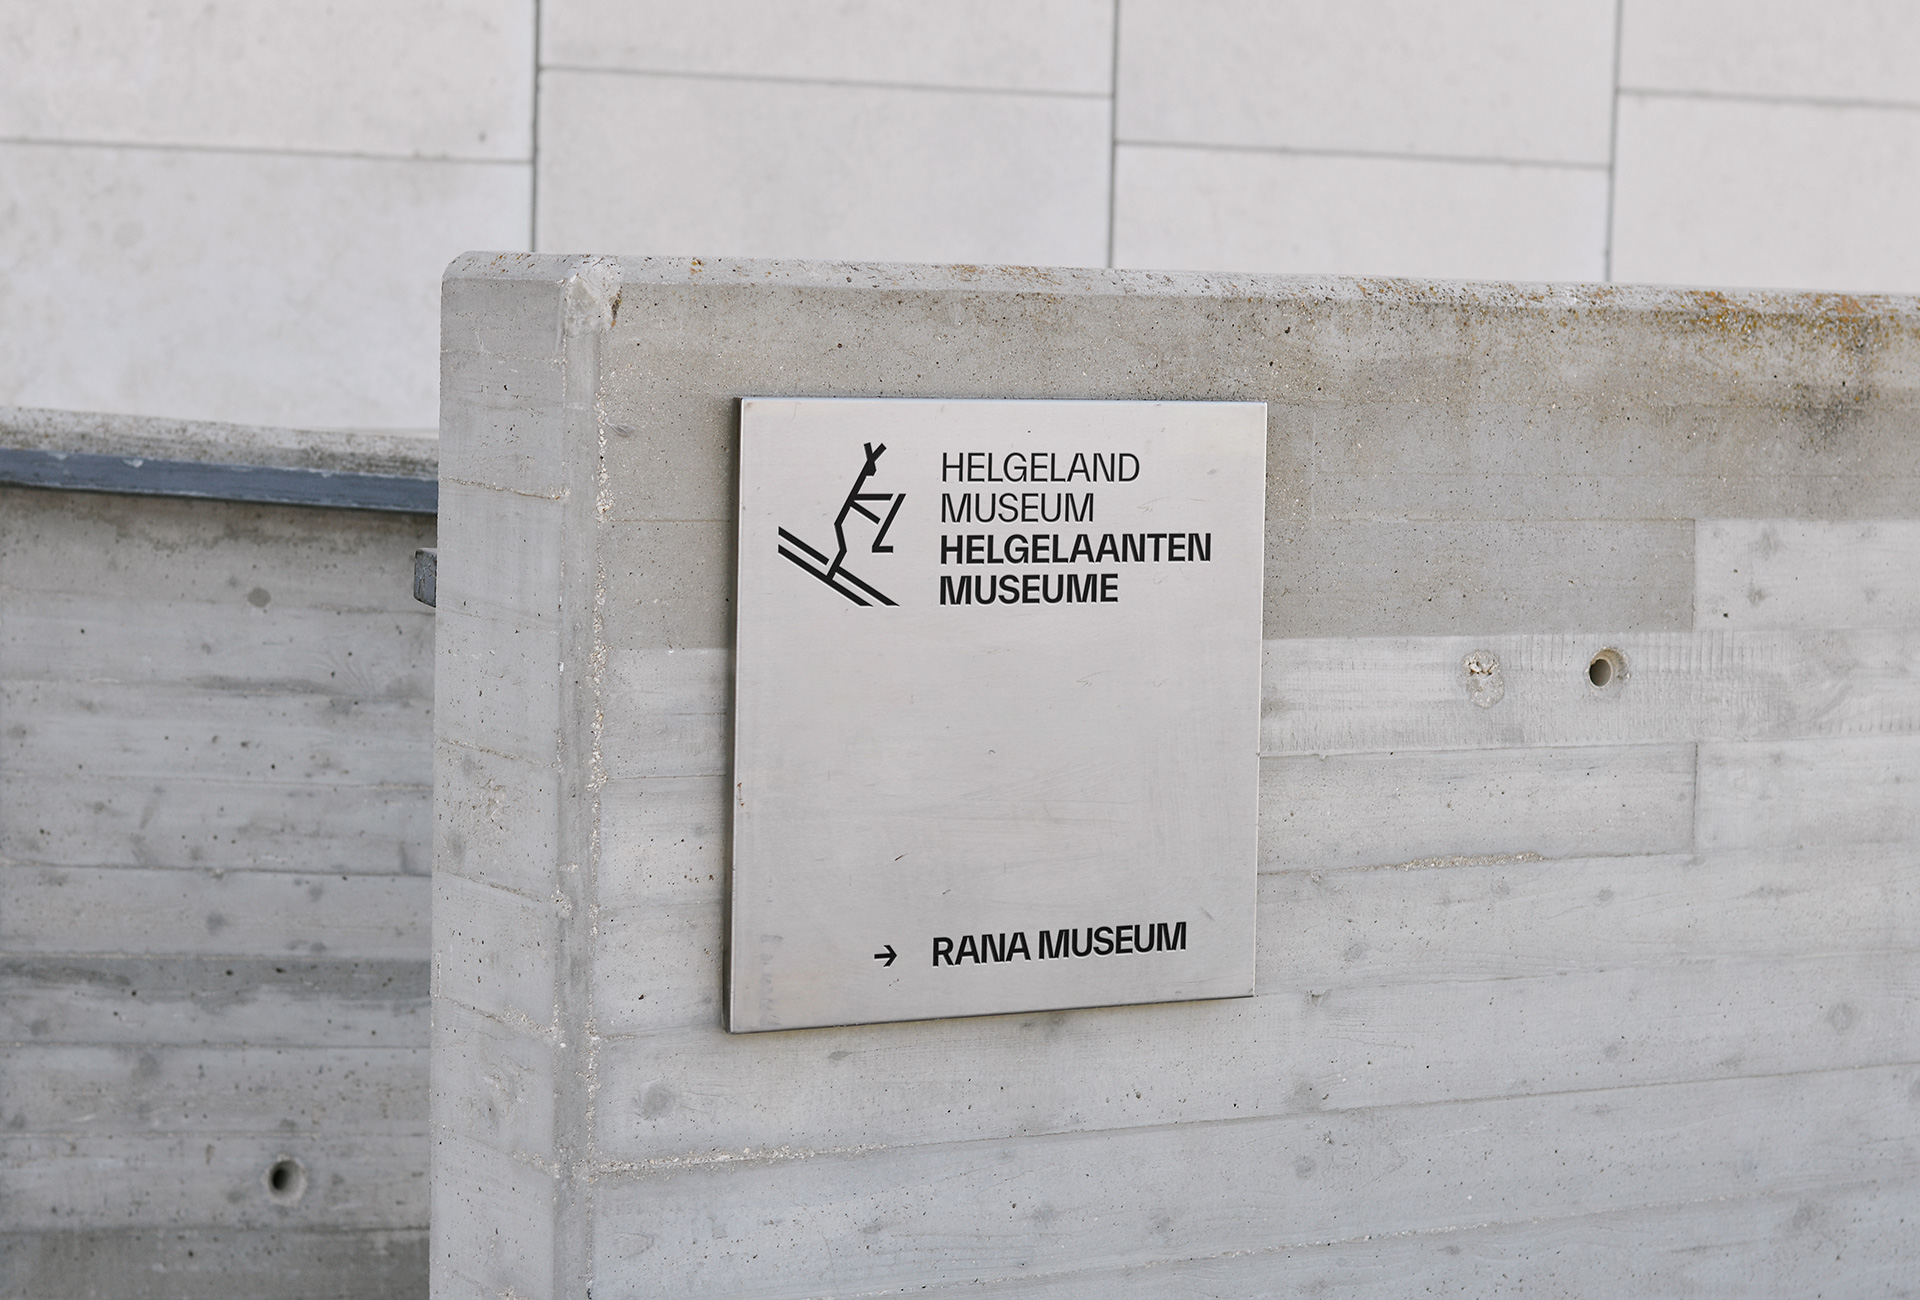 HELGELAND
MUSEUM
HELGELAANTEN
MUSEUME
→ RANA MUSEUM